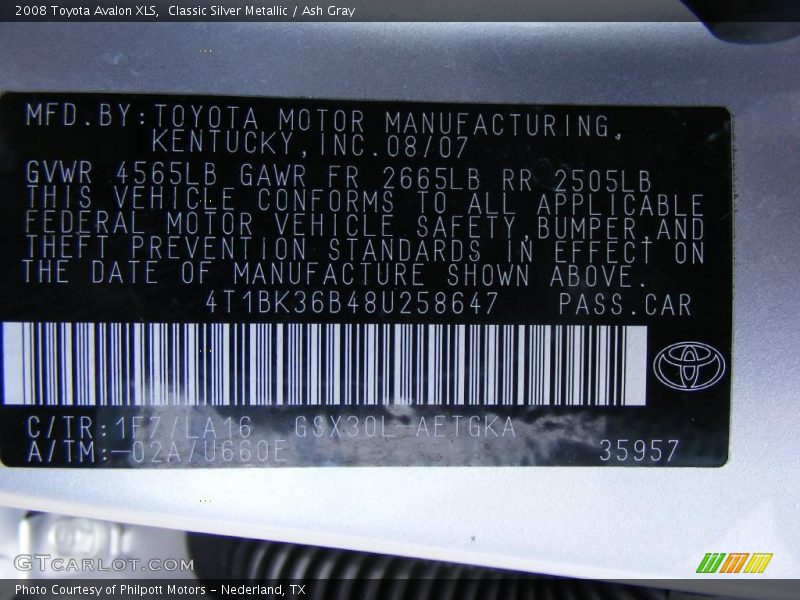 2008 Toyota Avalon XLS,  Classic Silver Metallic / Ash Gray
MFD.BY:TOYOTA MOTOR MANUFACTURING,
KENTUCKY,INC.08/07
GVWR 4565LB GAWR FR 2665LB RR 2505LB
THIS VEHICLE CONFORMS TO ALL APPLICABLE
FEDERAL MOTOR VEHICLE SAFETY,BUMPER,AND
THEFT PREVENTION STANDARDS IN EFFECT ON
THE DATE OF MANUFACTURE SHOWN ABOVE.
4T1BK36B48U258647 PASS.CAR
C/TR:1F7/LA16 GSX30L-AETGKA
A/TM:-02A/U660E 35957
GTCARLOT.COM
Photo Courtesy of Philpott Motors - Nederland, TX